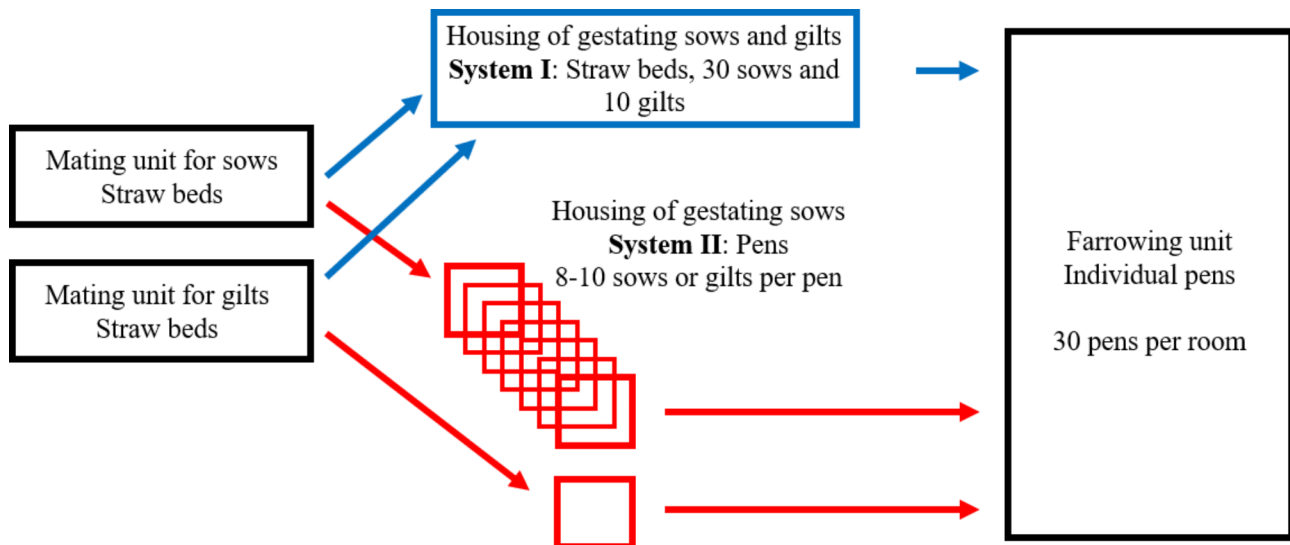 Housing of gestating sows and gilts
System I: Straw beds, 30 sows and
10 gilts
Mating unit for sows
Straw beds
Mating unit for gilts
Straw beds
Housing of gestating sows
System II: Pens
8-10 sows or gilts per pen
Farrowing unit
Individual pens
30 pens per room